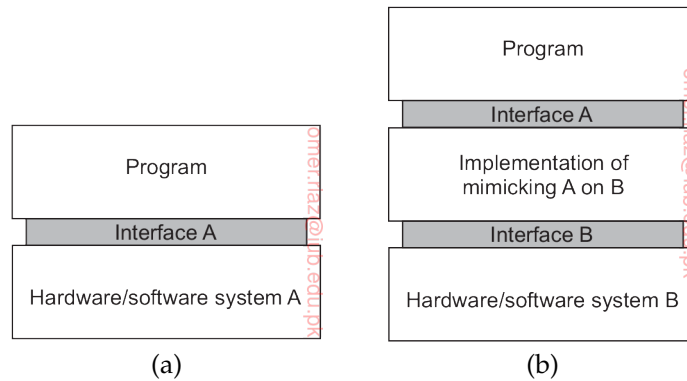 Program
Interface A
Hardware/software system A
(a)
omer.riaz@iub.edu.pk
Program
Interface A
Implementation of
mimicking A on B
Interface B
Hardware/software system B
(b)